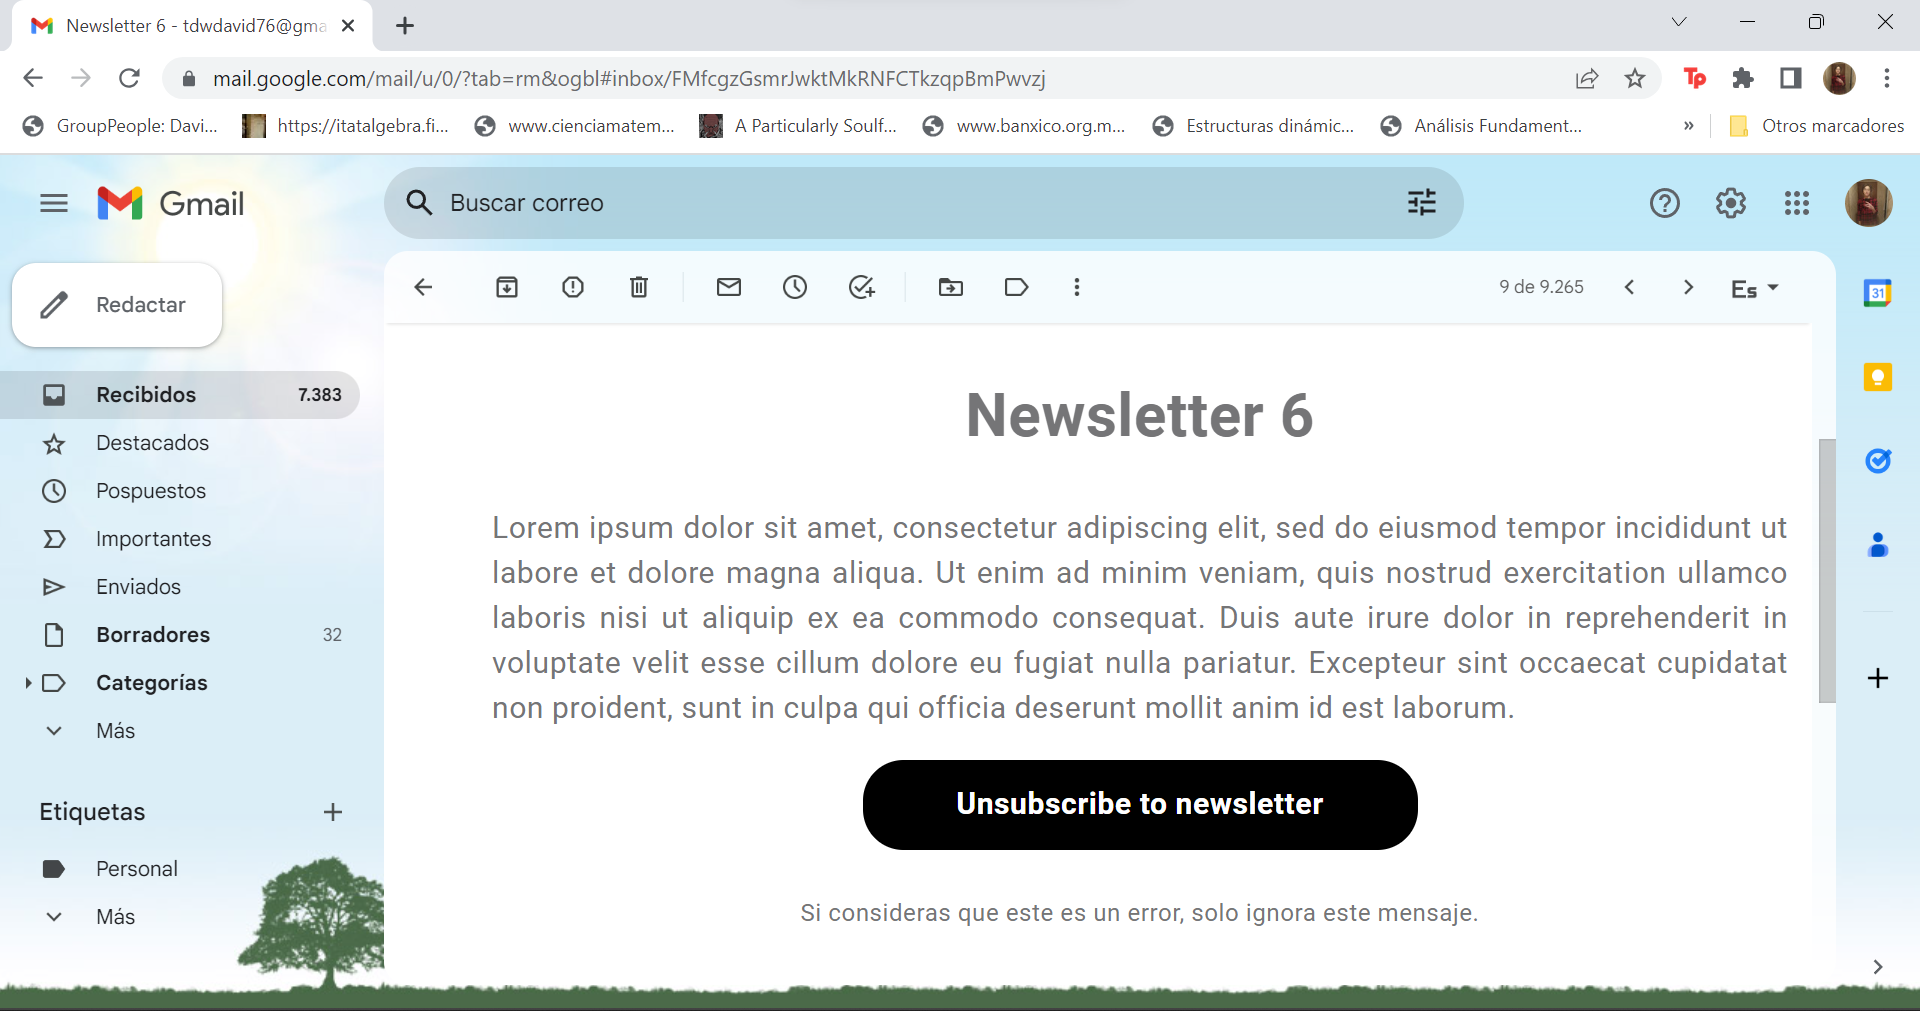 Newsletter 6 - tdwdavid76@gma
mail.google.com/mail/u/0/?tab=rm&ogbl#inbox/FMfcgzGsmrJwktMkRNFCTkzqpBmPwvzj
Tp
GroupPeople: Davi...
https://itatalgebra.fi...
www.cienciamatem...
A Particularly Soulf...
www.banxico.org.m...
Estructuras dinámic...
Análisis Fundament...
»
Otros marcadores
Gmail
Buscar correo
Redactar
9 de 9.265
Es
31
Recibidos 7.383
Destacados
Pospuestos
Importantes
Enviados
Borradores 32
Categorías
Más
Etiquetas
Personal
Más
Newsletter 6
Lorem ipsum dolor sit amet, consectetur adipiscing elit, sed do eiusmod tempor incididunt ut
labore et dolore magna aliqua. Ut enim ad minim veniam, quis nostrud exercitation ullamco
laboris nisi ut aliquip ex ea commodo consequat. Duis aute irure dolor in reprehenderit in
voluptate velit esse cillum dolore eu fugiat nulla pariatur. Excepteur sint occaecat cupidatat
non proident, sunt in culpa qui officia deserunt mollit anim id est laborum.
Unsubscribe to newsletter
Si consideras que este es un error, solo ignora este mensaje.